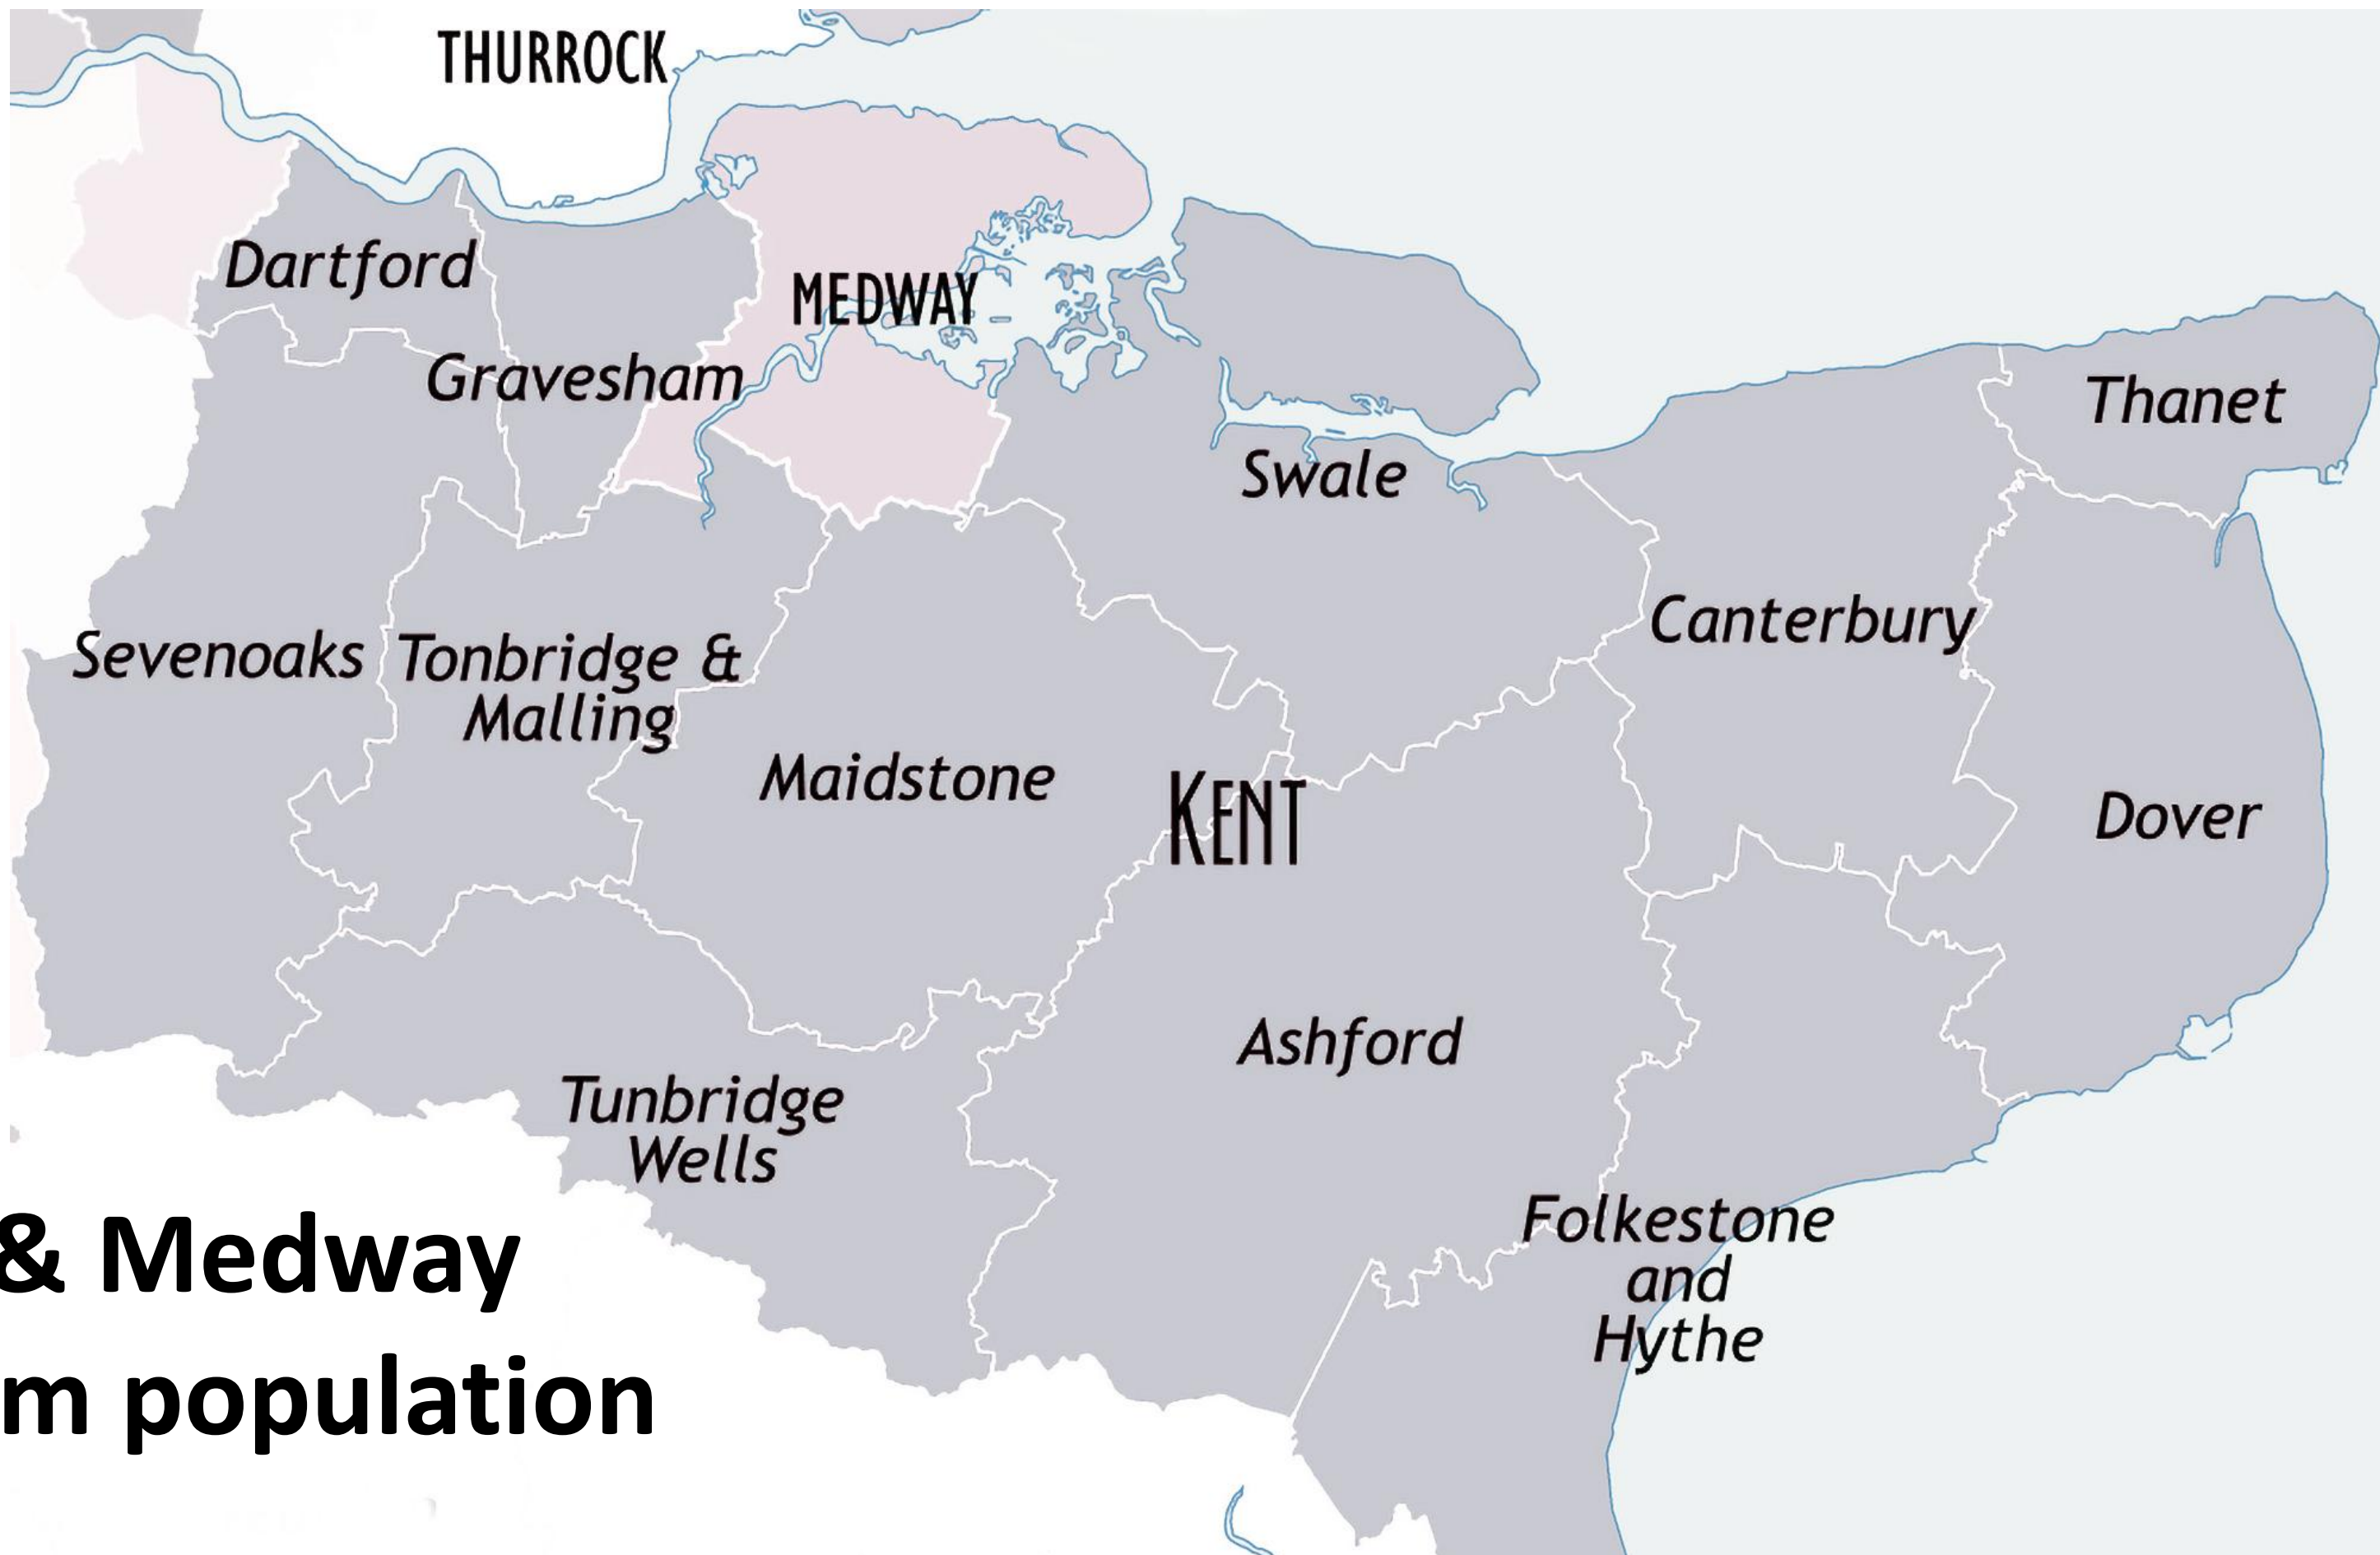 THURROCK
Dartford
MEDWAY
Gravesham
Thanet
Swale
Canterbury
Sevenoaks
Tonbridge &
Malling
Maidstone
KENT
Dover
Ashford
Tunbridge
Wells
Folkestone
and
Hythe
& Medway
m population